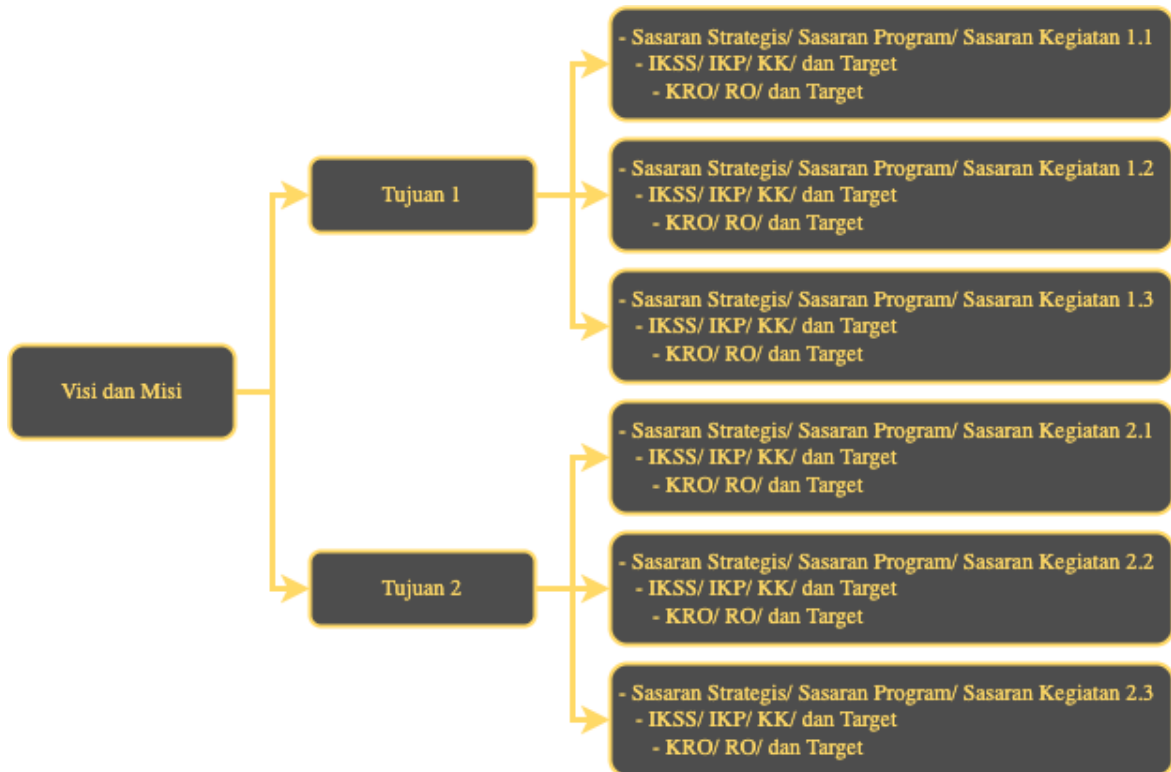 Visi dan Misi
Tujuan 1
- Sasaran Strategis/ Sasaran Program/ Sasaran Kegiatan 1.1
- IKSS/ IKP/ KK/ dan Target
- KRO/ RO/ dan Target
- Sasaran Strategis/ Sasaran Program/ Sasaran Kegiatan 1.2
- IKSS/ IKP/ KK/ dan Target
- KRO/ RO/ dan Target
- Sasaran Strategis/ Sasaran Program/ Sasaran Kegiatan 1.3
- IKSS/ IKP/ KK/ dan Target
- KRO/ RO/ dan Target
Tujuan 2
- Sasaran Strategis/ Sasaran Program/ Sasaran Kegiatan 2.1
- IKSS/ IKP/ KK/ dan Target
- KRO/ RO/ dan Target
- Sasaran Strategis/ Sasaran Program/ Sasaran Kegiatan 2.2
- IKSS/ IKP/ KK/ dan Target
- KRO/ RO/ dan Target
- Sasaran Strategis/ Sasaran Program/ Sasaran Kegiatan 2.3
- IKSS/ IKP/ KK/ dan Target
- KRO/ RO/ dan Target